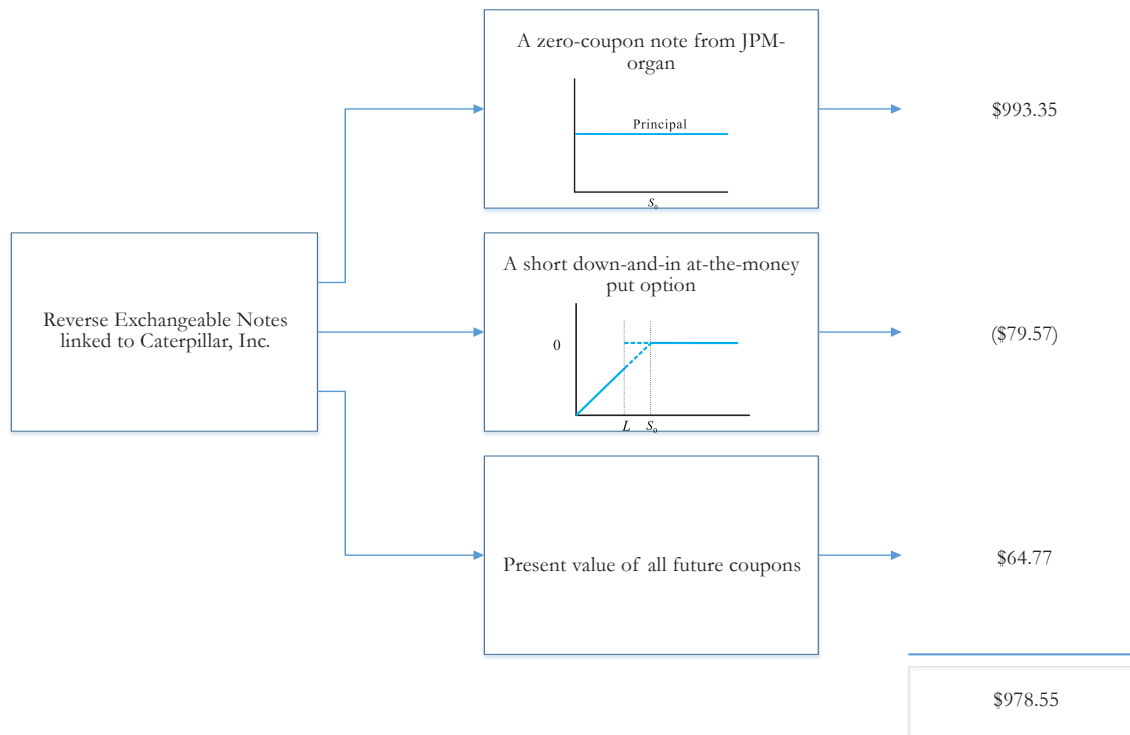 A zero-coupon note from JPM-
organ
Principal
S₀
$993.35
Reverse Exchangeable Notes
linked to Caterpillar, Inc.
A short down-and-in at-the-money
put option
0
L S₀
($79.57)
Present value of all future coupons
$64.77
$978.55